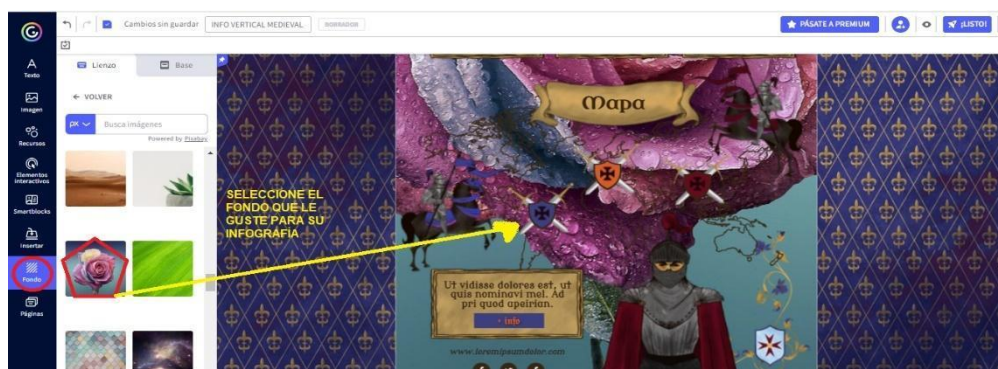 Cambios sin guardar
INFO VERTICAL MEDIEVAL
BORRADOR
PÁSATE A PREMIUM
¡LISTO!
Texto
Imagen
Recursos
Elementos
interactivos
Smartblocks
Insertar
Fondo
Páginas
Lienzo
Base
VOLVER
px
Busca imágenes
Powered by Pixabay
SELECCIONE EL
FONDO QUE LE
GUSTE PARA SU
INFOGRAFIA
Mapa
Ut vidisse dolores est, ut
quis nominavi mel. Ad
pri quod apeirian.
+ info
www.loremipsumdolor.com